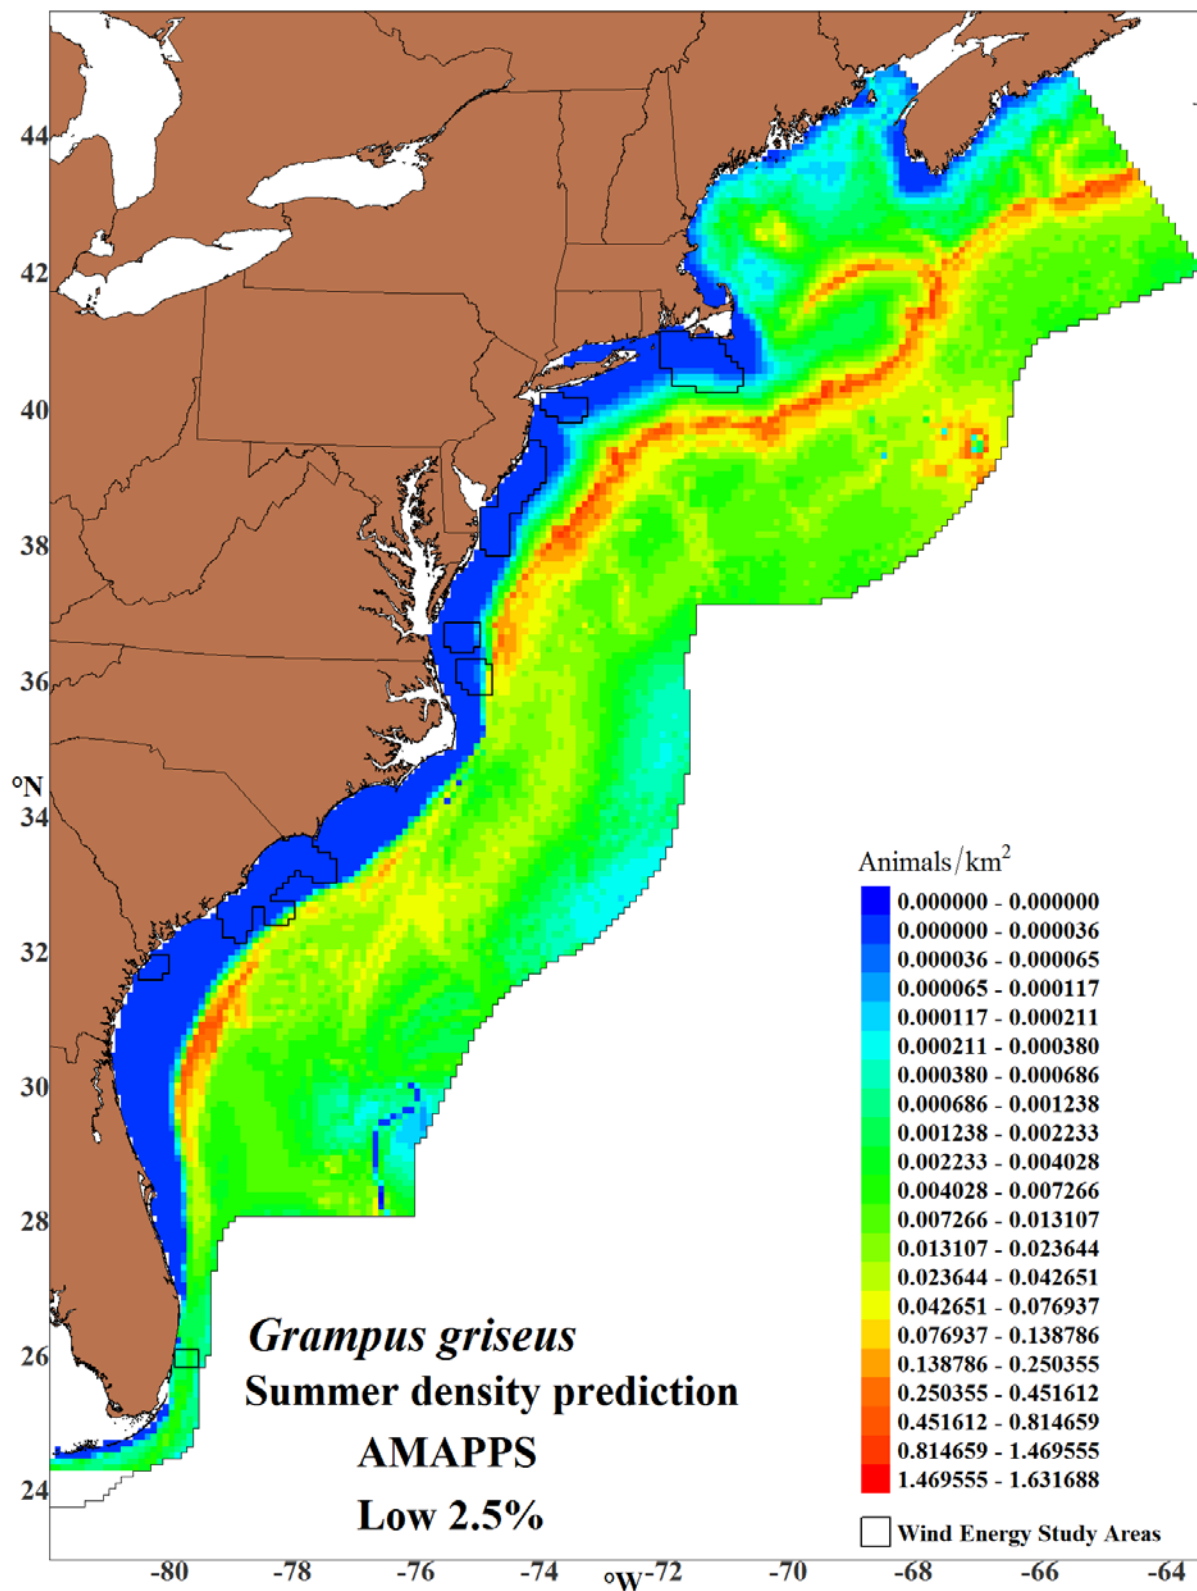 44
42
40
38
36
°N
34
32
30
28
26
24
Animals/km²
0.000000 - 0.000000
0.000000 - 0.000036
0.000036 - 0.000065
0.000065 - 0.000117
0.000117 - 0.000211
0.000211 - 0.000380
0.000380 - 0.000686
0.000686 - 0.001238
0.001238 - 0.002233
0.002233 - 0.004028
0.004028 - 0.007266
0.007266 - 0.013107
0.013107 - 0.023644
0.023644 - 0.042651
0.042651 - 0.076937
0.076937 - 0.138786
0.138786 - 0.250355
0.250355 - 0.451612
0.451612 - 0.814659
0.814659 - 1.469555
1.469555 - 1.631688
Wind Energy Study Areas
Grampus griseus
Summer density prediction
AMAPPS
Low 2.5%
-80 -78 -76 -74 -72 -70 -68 -66 -64
°W